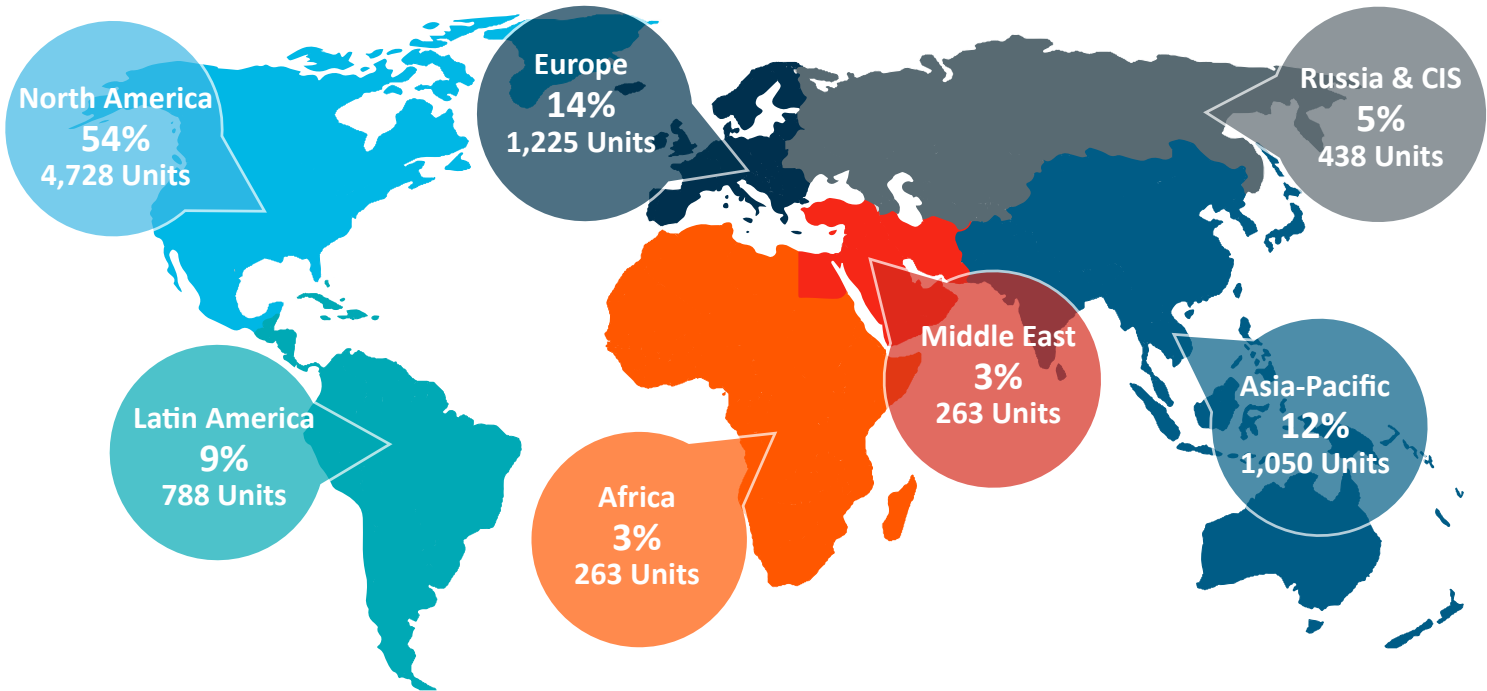 North America
54%
4,728 Units
Europe
14%
1,225 Units
Russia & CIS
5%
438 Units
Latin America
9%
788 Units
Africa
3%
263 Units
Middle East
3%
263 Units
Asia-Pacific
12%
1,050 Units